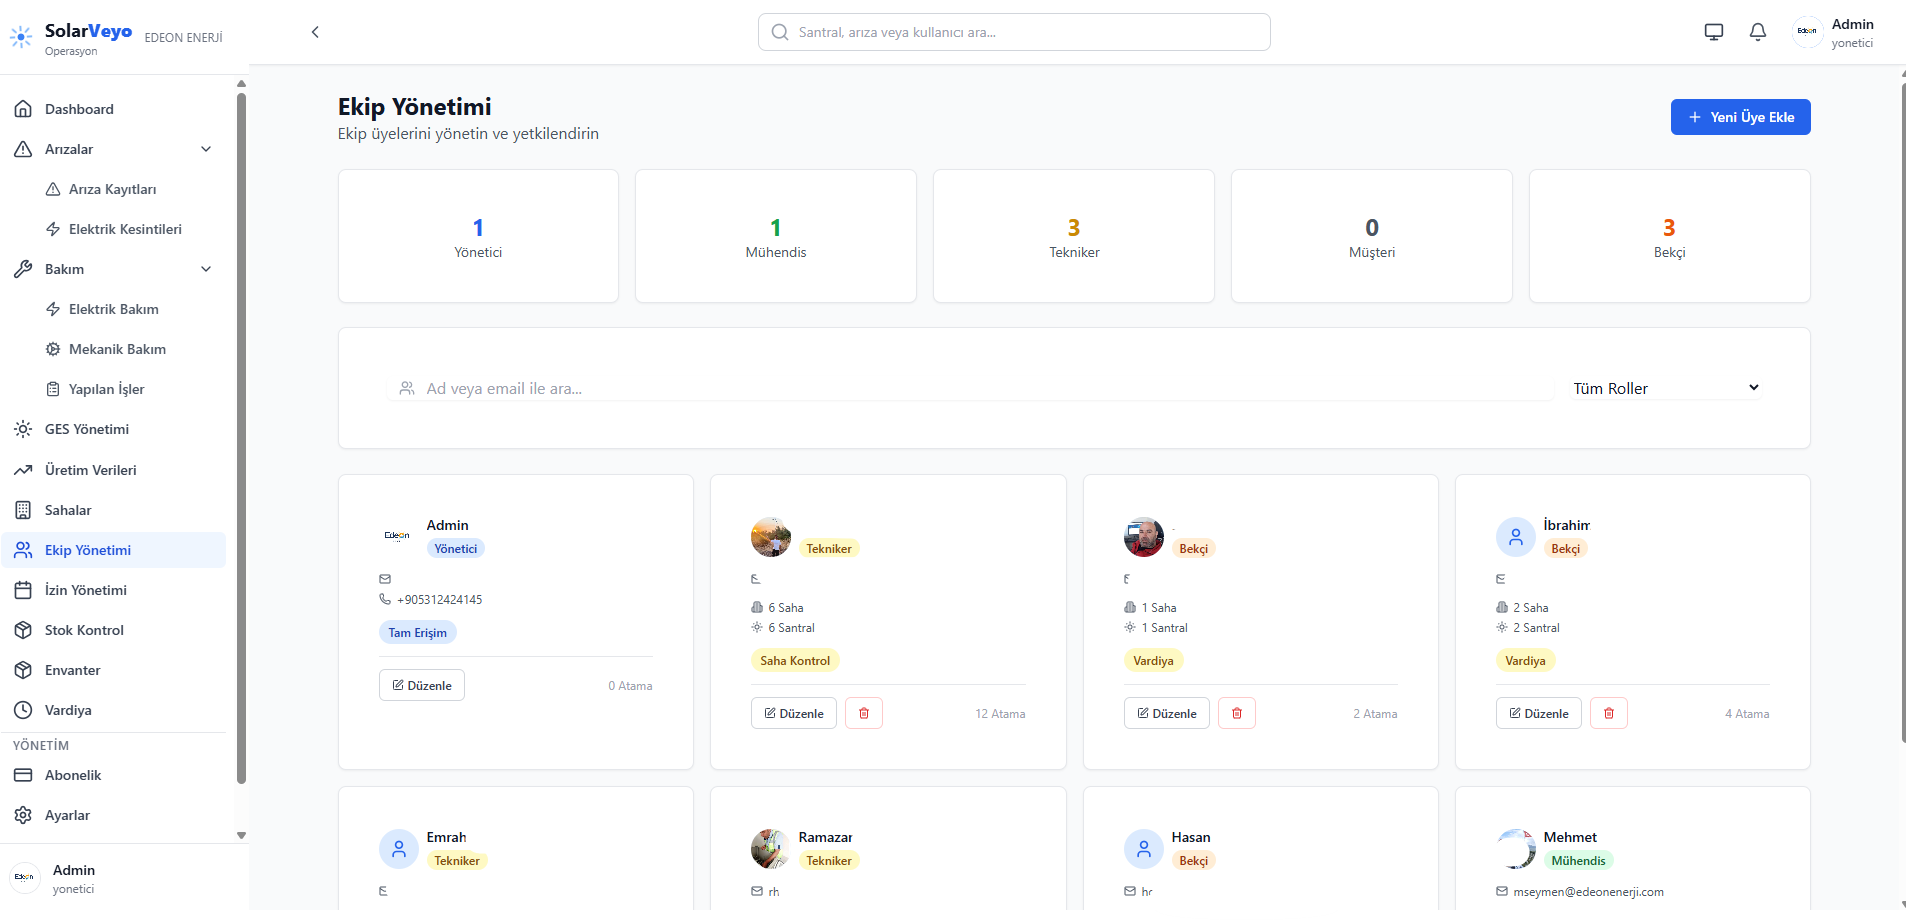 SolarVeyo
Operasyon
EDEON ENERJİ
Santral, arıza veya kullanıcı ara...
Edeon
Admin
yonetici
Dashboard
Arızalar
Arıza Kayıtları
Elektrik Kesintileri
Bakım
Elektrik Bakım
Mekanik Bakım
Yapılan İşler
GES Yönetimi
Üretim Verileri
Sahalar
Ekip Yönetimi
İzin Yönetimi
Stok Kontrol
Envanter
Vardiya
YÖNETİM
Abonelik
Ayarlar
Edeon
Admin
yonetici
Ekip Yönetimi
Ekip üyelerini yönetin ve yetkilendirin
Yeni Üye Ekle
1
Yönetici
1
Mühendis
3
Tekniker
0
Müşteri
3
Bekçi
Ad veya email ile ara...
Tüm Roller
Edeon
Admin
Yönetici
+905312424145
Tam Erişim
Düzenle
0 Atama
Tekniker
6 Saha
6 Santral
Saha Kontrol
Düzenle
12 Atama
Bekçi
1 Saha
1 Santral
Vardiya
Düzenle
2 Atama
İbrahim
Bekçi
2 Saha
2 Santral
Vardiya
Düzenle
4 Atama
Emrah
Tekniker
Ramazan
Tekniker
rh
Hasan
Bekçi
Mehmet
Mühendis
mseymen@edeonenerji.com